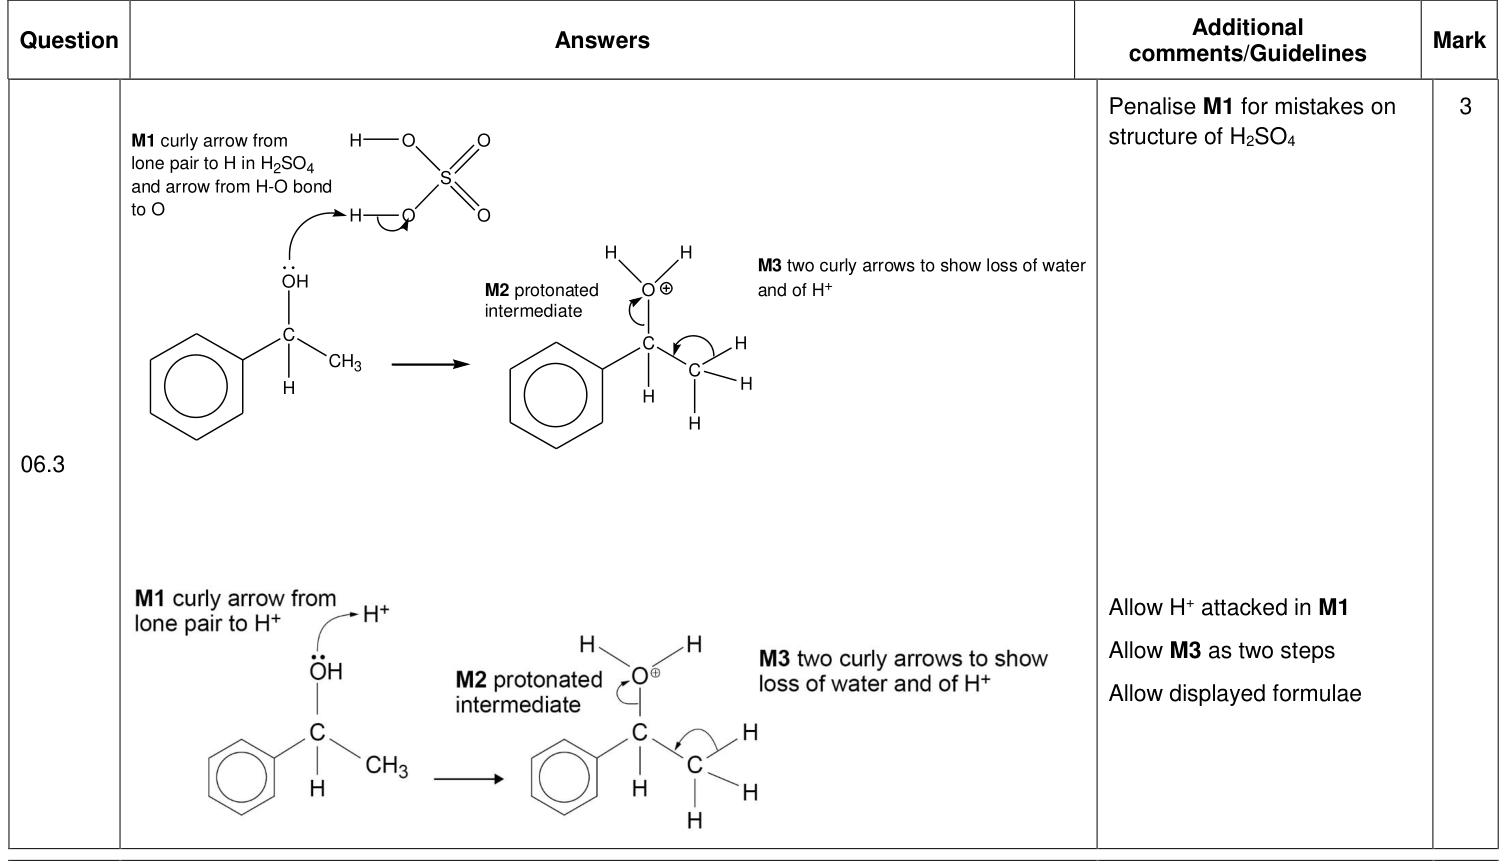 Question
Answers
Additional
comments/Guidelines
Mark
06.3
M1 curly arrow from
lone pair to H in H₂SO₄
and arrow from H-O bond
to O
H
O
O
S
H
O
O
OH
C
CH₃
H
M2 protonated
intermediate
H
H
O⊕
C
H
C
H
H
H
M3 two curly arrows to show loss of water
and of H⁺
Penalise M1 for mistakes on
structure of H₂SO₄
3
M1 curly arrow from
lone pair to H⁺
H⁺
OH
C
CH₃
H
M2 protonated
intermediate
H
H
O⊕
C
H
C
H
H
H
M3 two curly arrows to show
loss of water and of H⁺
Allow H⁺ attacked in M1
Allow M3 as two steps
Allow displayed formulae